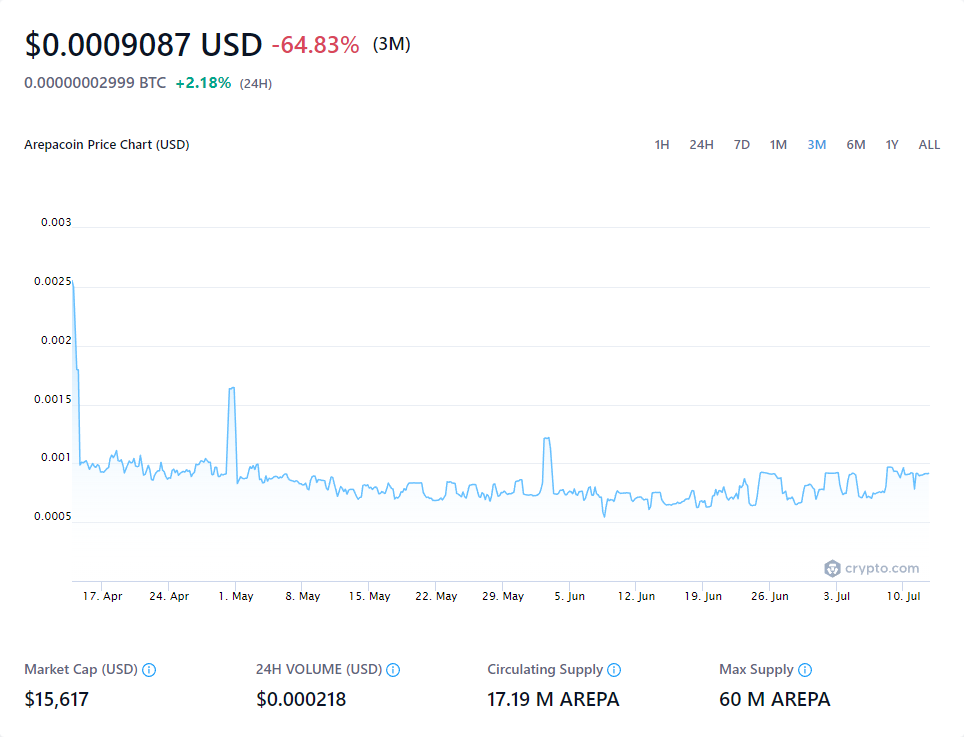 $0.0009087 USD -64.83% (3M)
0.00000002999 BTC +2.18% (24H)
Arepacoin Price Chart (USD) 1H 24H 7D 1M 3M 6M 1Y ALL
0.003
0.0025
0.002
0.0015
0.001
0.0005
crypto.com
17. Apr 24. Apr 1. May 8. May 15. May 22. May 29. May 5. Jun 12. Jun 19. Jun 26. Jun 3. Jul 10. Jul
Market Cap (USD) 24H VOLUME (USD) Circulating Supply Max Supply
$15,617 $0.000218 17.19 M AREPA 60 M AREPA